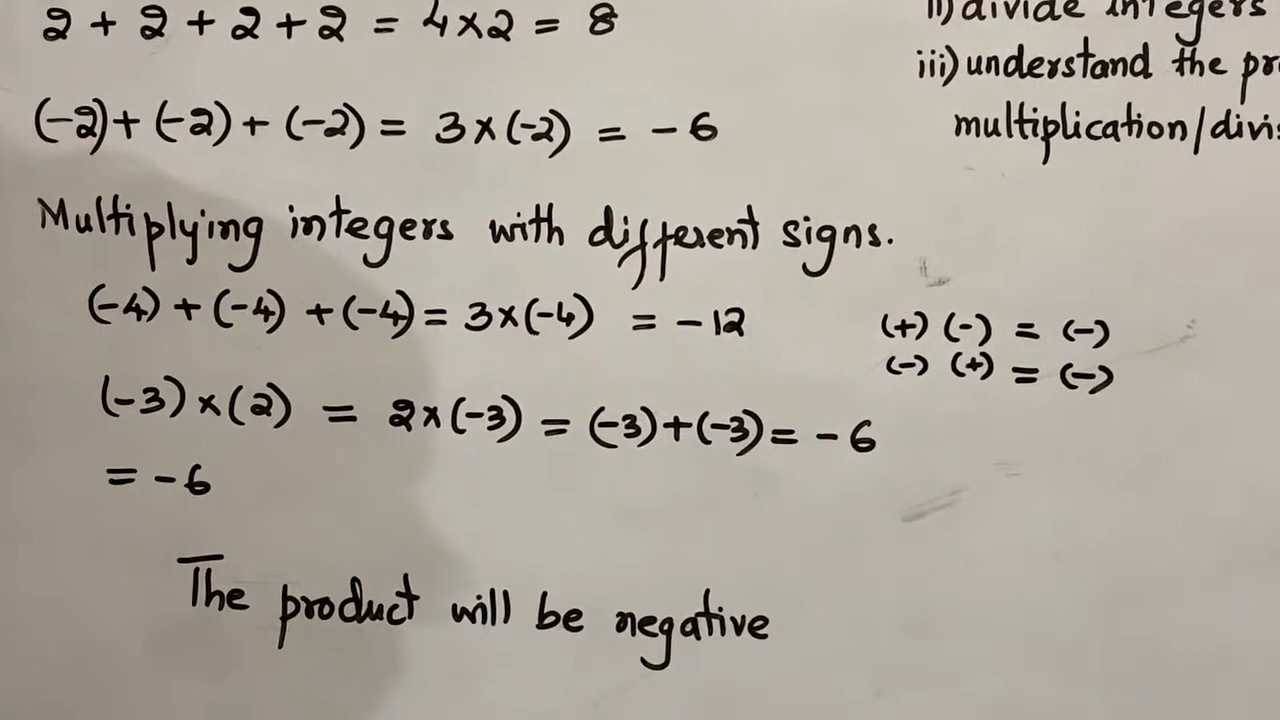 2 + 2 + 2 + 2 = 4×2 = 8
(-2)+ (-2) + (-2) = 3×(-2) = -6
Multiplying integers with different signs.
(-4) + (-4) + (-4) = 3×(-4) = -12
(-3) ×(2) = 2×(-3) = (-3)+(-3) = -6
= -6
The product will be negative
ii) divide integers
iii) understand the
multiplication/
(+) (-) = (-)
(-) (+) = (-)